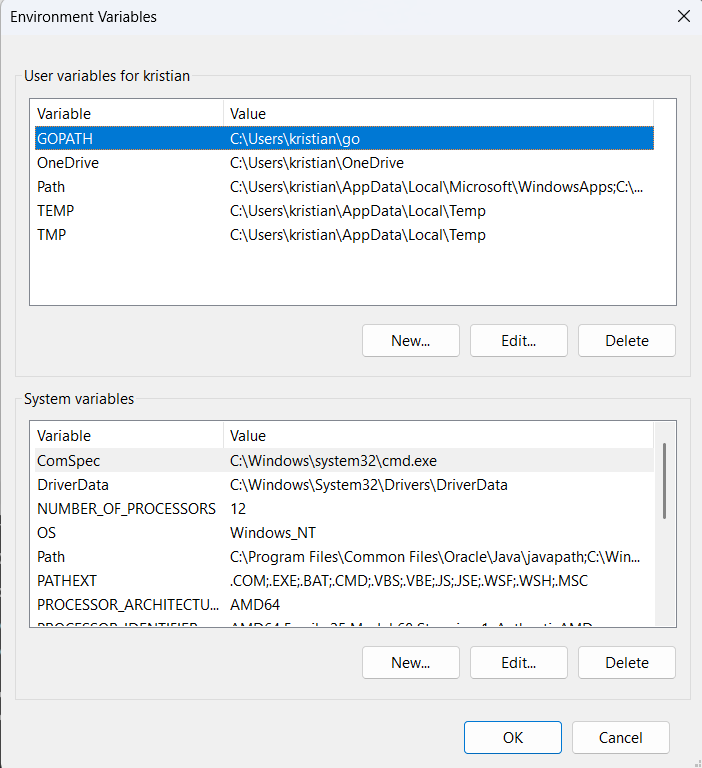 Environment Variables
User variables for kristian
Variable Value
GOPATH C:\Users\kristian\go
OneDrive C:\Users\kristian\OneDrive
Path C:\Users\kristian\AppData\Local\Microsoft\WindowsApps;C:\...
TEMP C:\Users\kristian\AppData\Local\Temp
TMP C:\Users\kristian\AppData\Local\Temp
New... Edit... Delete
System variables
Variable Value
ComSpec C:\Windows\system32\cmd.exe
DriverData C:\Windows\System32\Drivers\DriverData
NUMBER_OF_PROCESSORS 12
OS Windows_NT
Path C:\Program Files\Common Files\Oracle\Java\javapath;C:\Win...
PATHEXT .COM;.EXE;.BAT;.CMD;.VBS;.VBE;.JS;.JSE;.WSF;.WSH;.MSC
PROCESSOR_ARCHITECTU... AMD64
New... Edit... Delete
OK Cancel